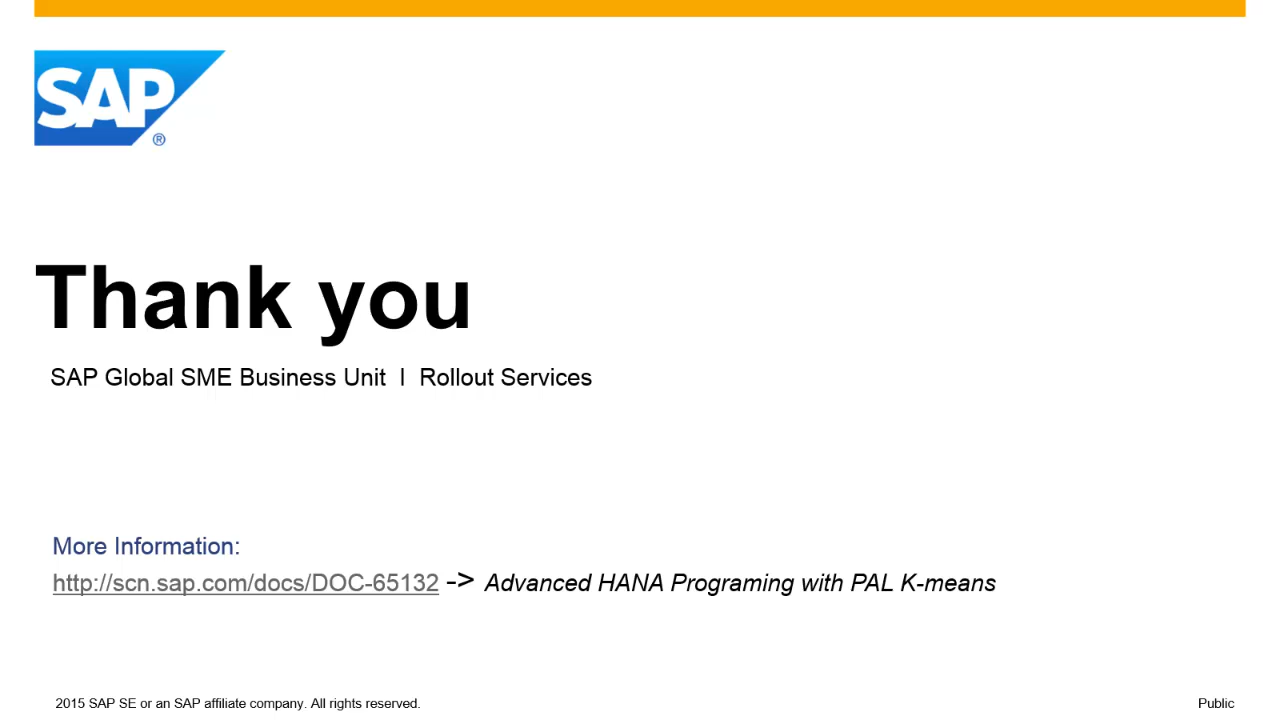 SAP
®
Thank you
SAP Global SME Business Unit I Rollout Services
More Information:
http://scn.sap.com/docs/DOC-65132 -> Advanced HANA Programing with PAL K-means
2015 SAP SE or an SAP affiliate company. All rights reserved. Public